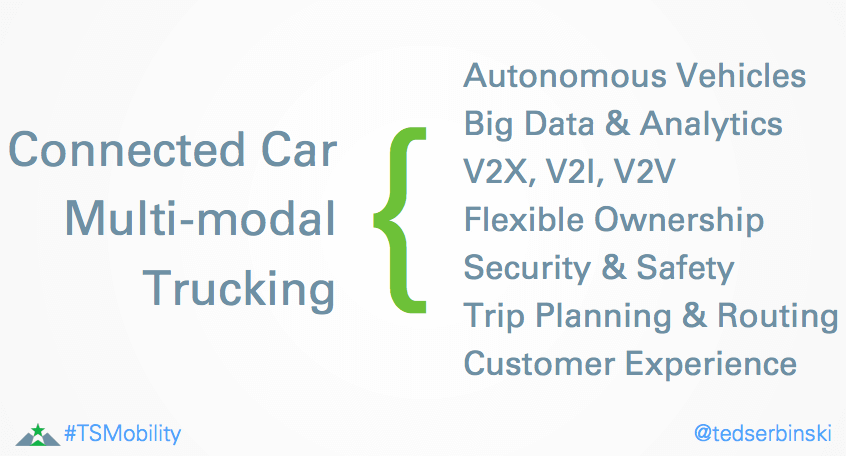 Connected Car
Multi-modal
Trucking
{
Autonomous Vehicles
Big Data & Analytics
V2X, V2I, V2V
Flexible Ownership
Security & Safety
Trip Planning & Routing
Customer Experience
#TSMobility
@tedserbinski